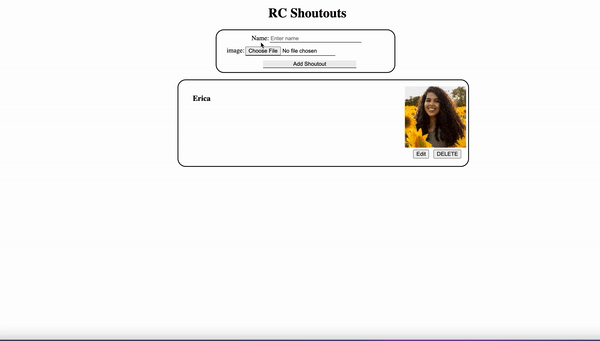 RC Shoutouts
Name: Enter name
image: Choose File No file chosen
Add Shoutout
Erica
Edit DELETE